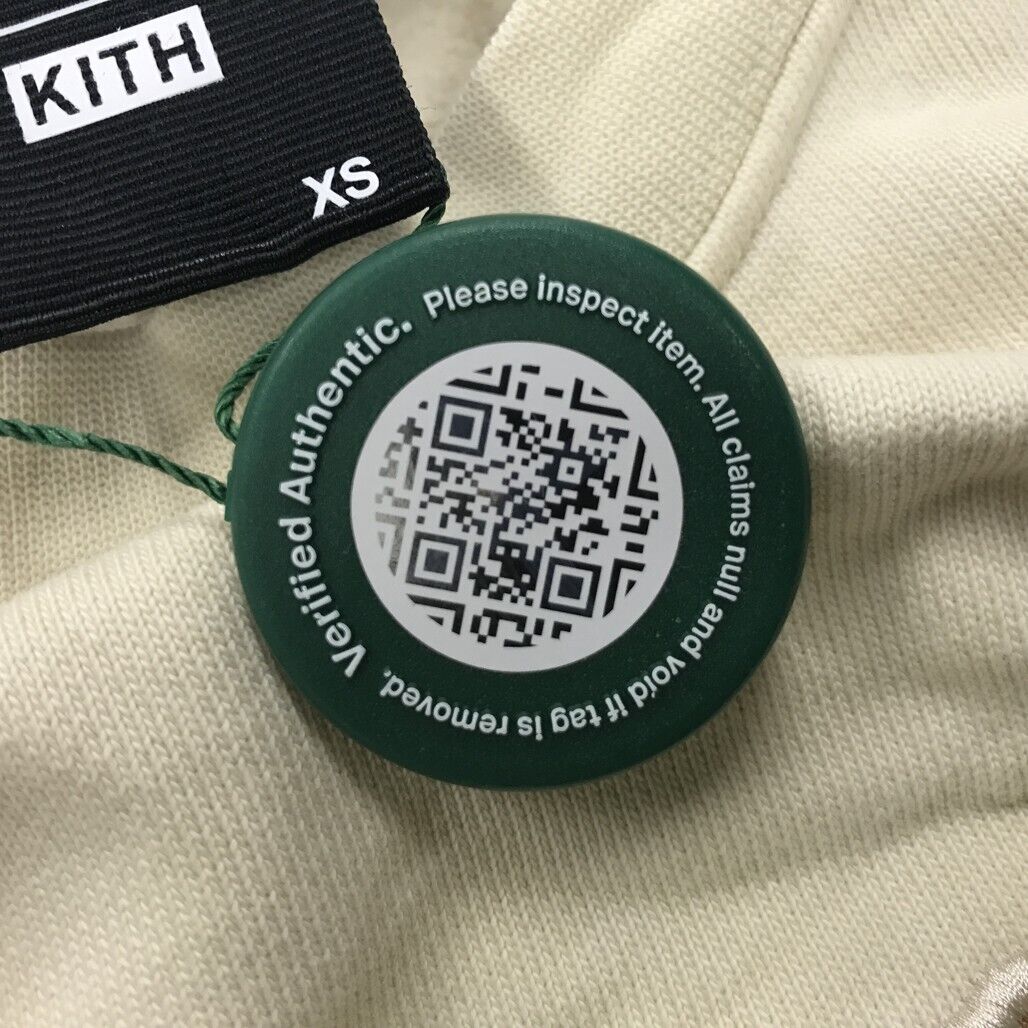 KITH
XS
Verified Authentic. Please inspect item. All claims null and void if tag is removed.